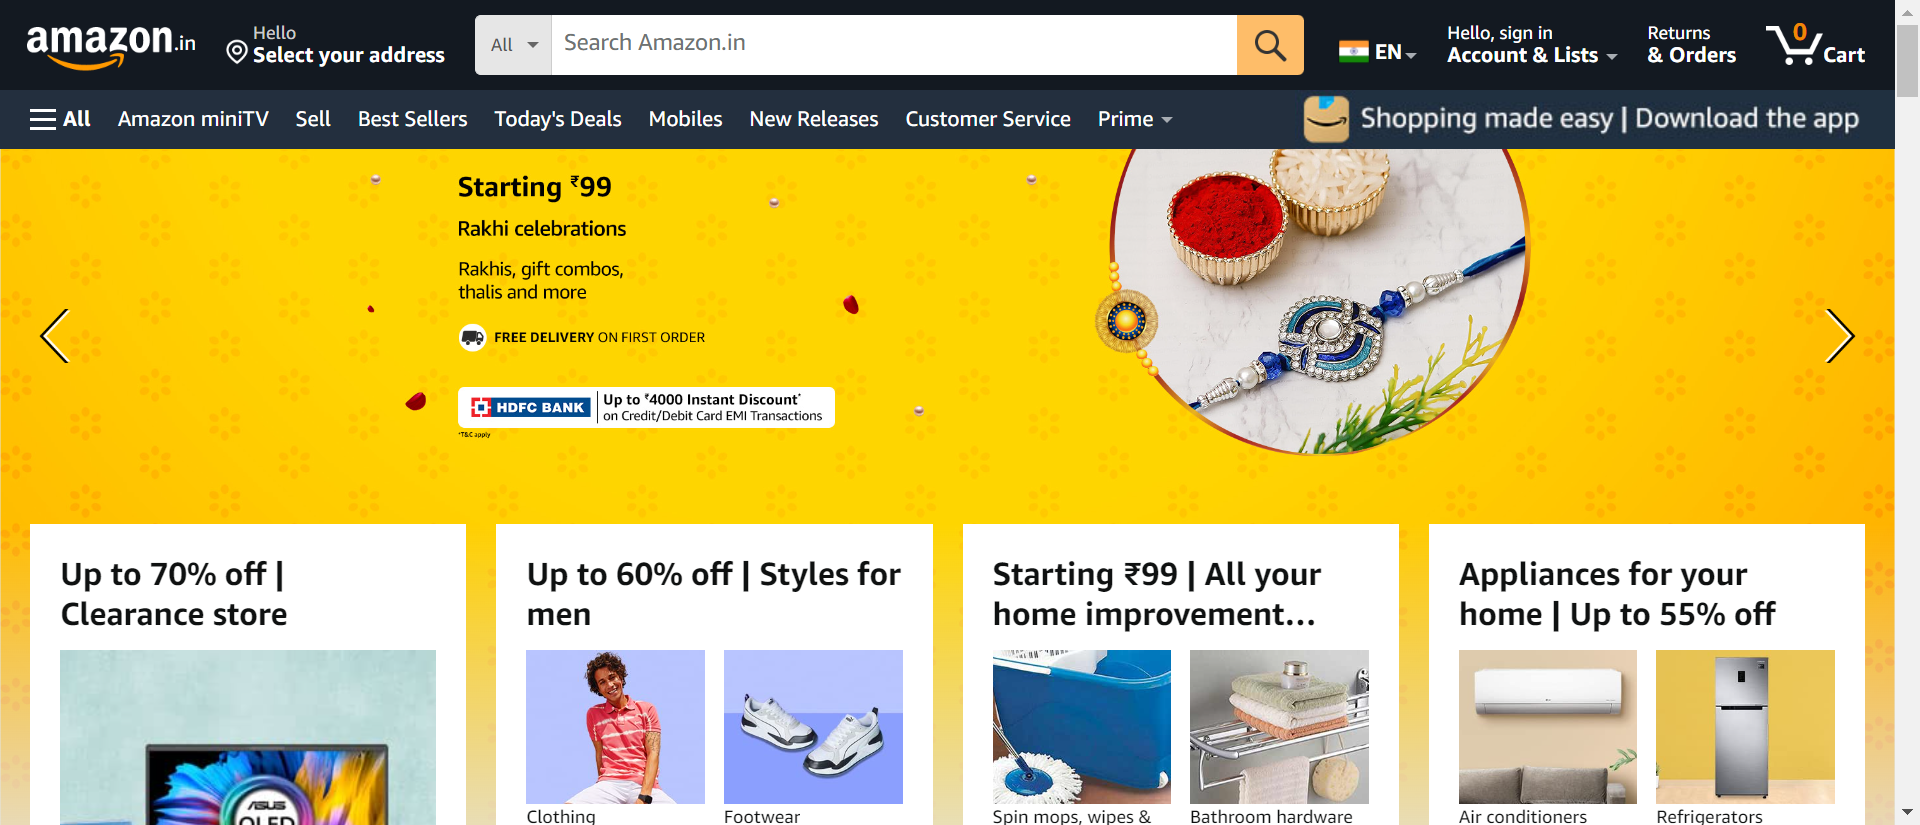 amazon.in
Hello
Select your address
All
Search Amazon.in
EN
Hello, sign in
Account & Lists
Returns
& Orders
0
Cart
All
Amazon miniTV
Sell
Best Sellers
Today's Deals
Mobiles
New Releases
Customer Service
Prime
Shopping made easy | Download the app
Starting ₹99
Rakhi celebrations
Rakhis, gift combos,
thalis and more
FREE DELIVERY ON FIRST ORDER
HDFC BANK
Up to ₹4000 Instant Discount*
on Credit/Debit Card EMI Transactions
*T&C apply
Up to 70% off |
Clearance store
ASUS
OLED
Up to 60% off | Styles for
men
Clothing
Footwear
Starting ₹99 | All your
home improvement...
Spin mops, wipes &
Bathroom hardware
Appliances for your
home | Up to 55% off
Air conditioners
Refrigerators